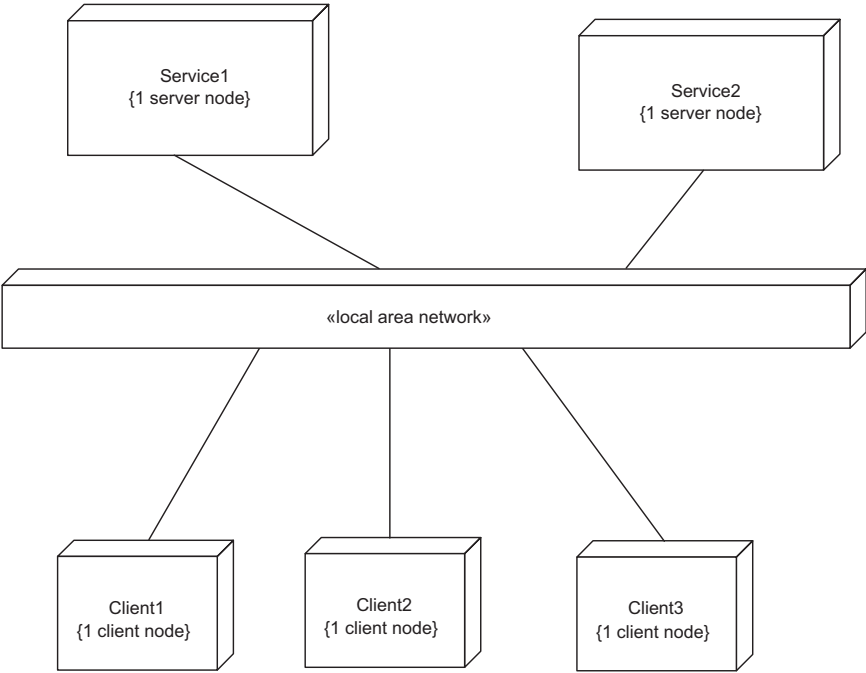 Service1
{1 server node}
Service2
{1 server node}
«local area network»
Client1
{1 client node}
Client2
{1 client node}
Client3
{1 client node}